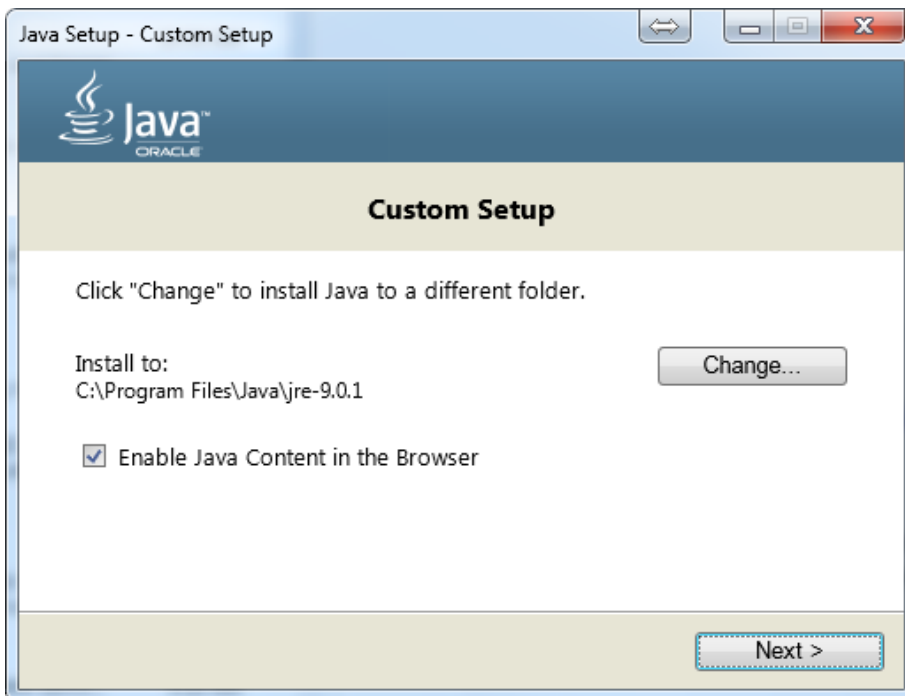 Java Setup - Custom Setup
Java™
ORACLE
Custom Setup
Click "Change" to install Java to a different folder.
Install to:
Change...
C:\Program Files\Java\jre-9.0.1
Enable Java Content in the Browser
Next >